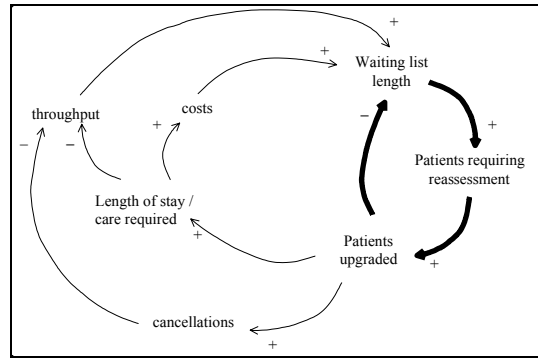 +
+
Waiting list
length
costs
throughput
−
+
−
−
+
+
Patients requiring
reassessment
Length of stay /
care required
+
Patients
upgraded
+
cancellations
+